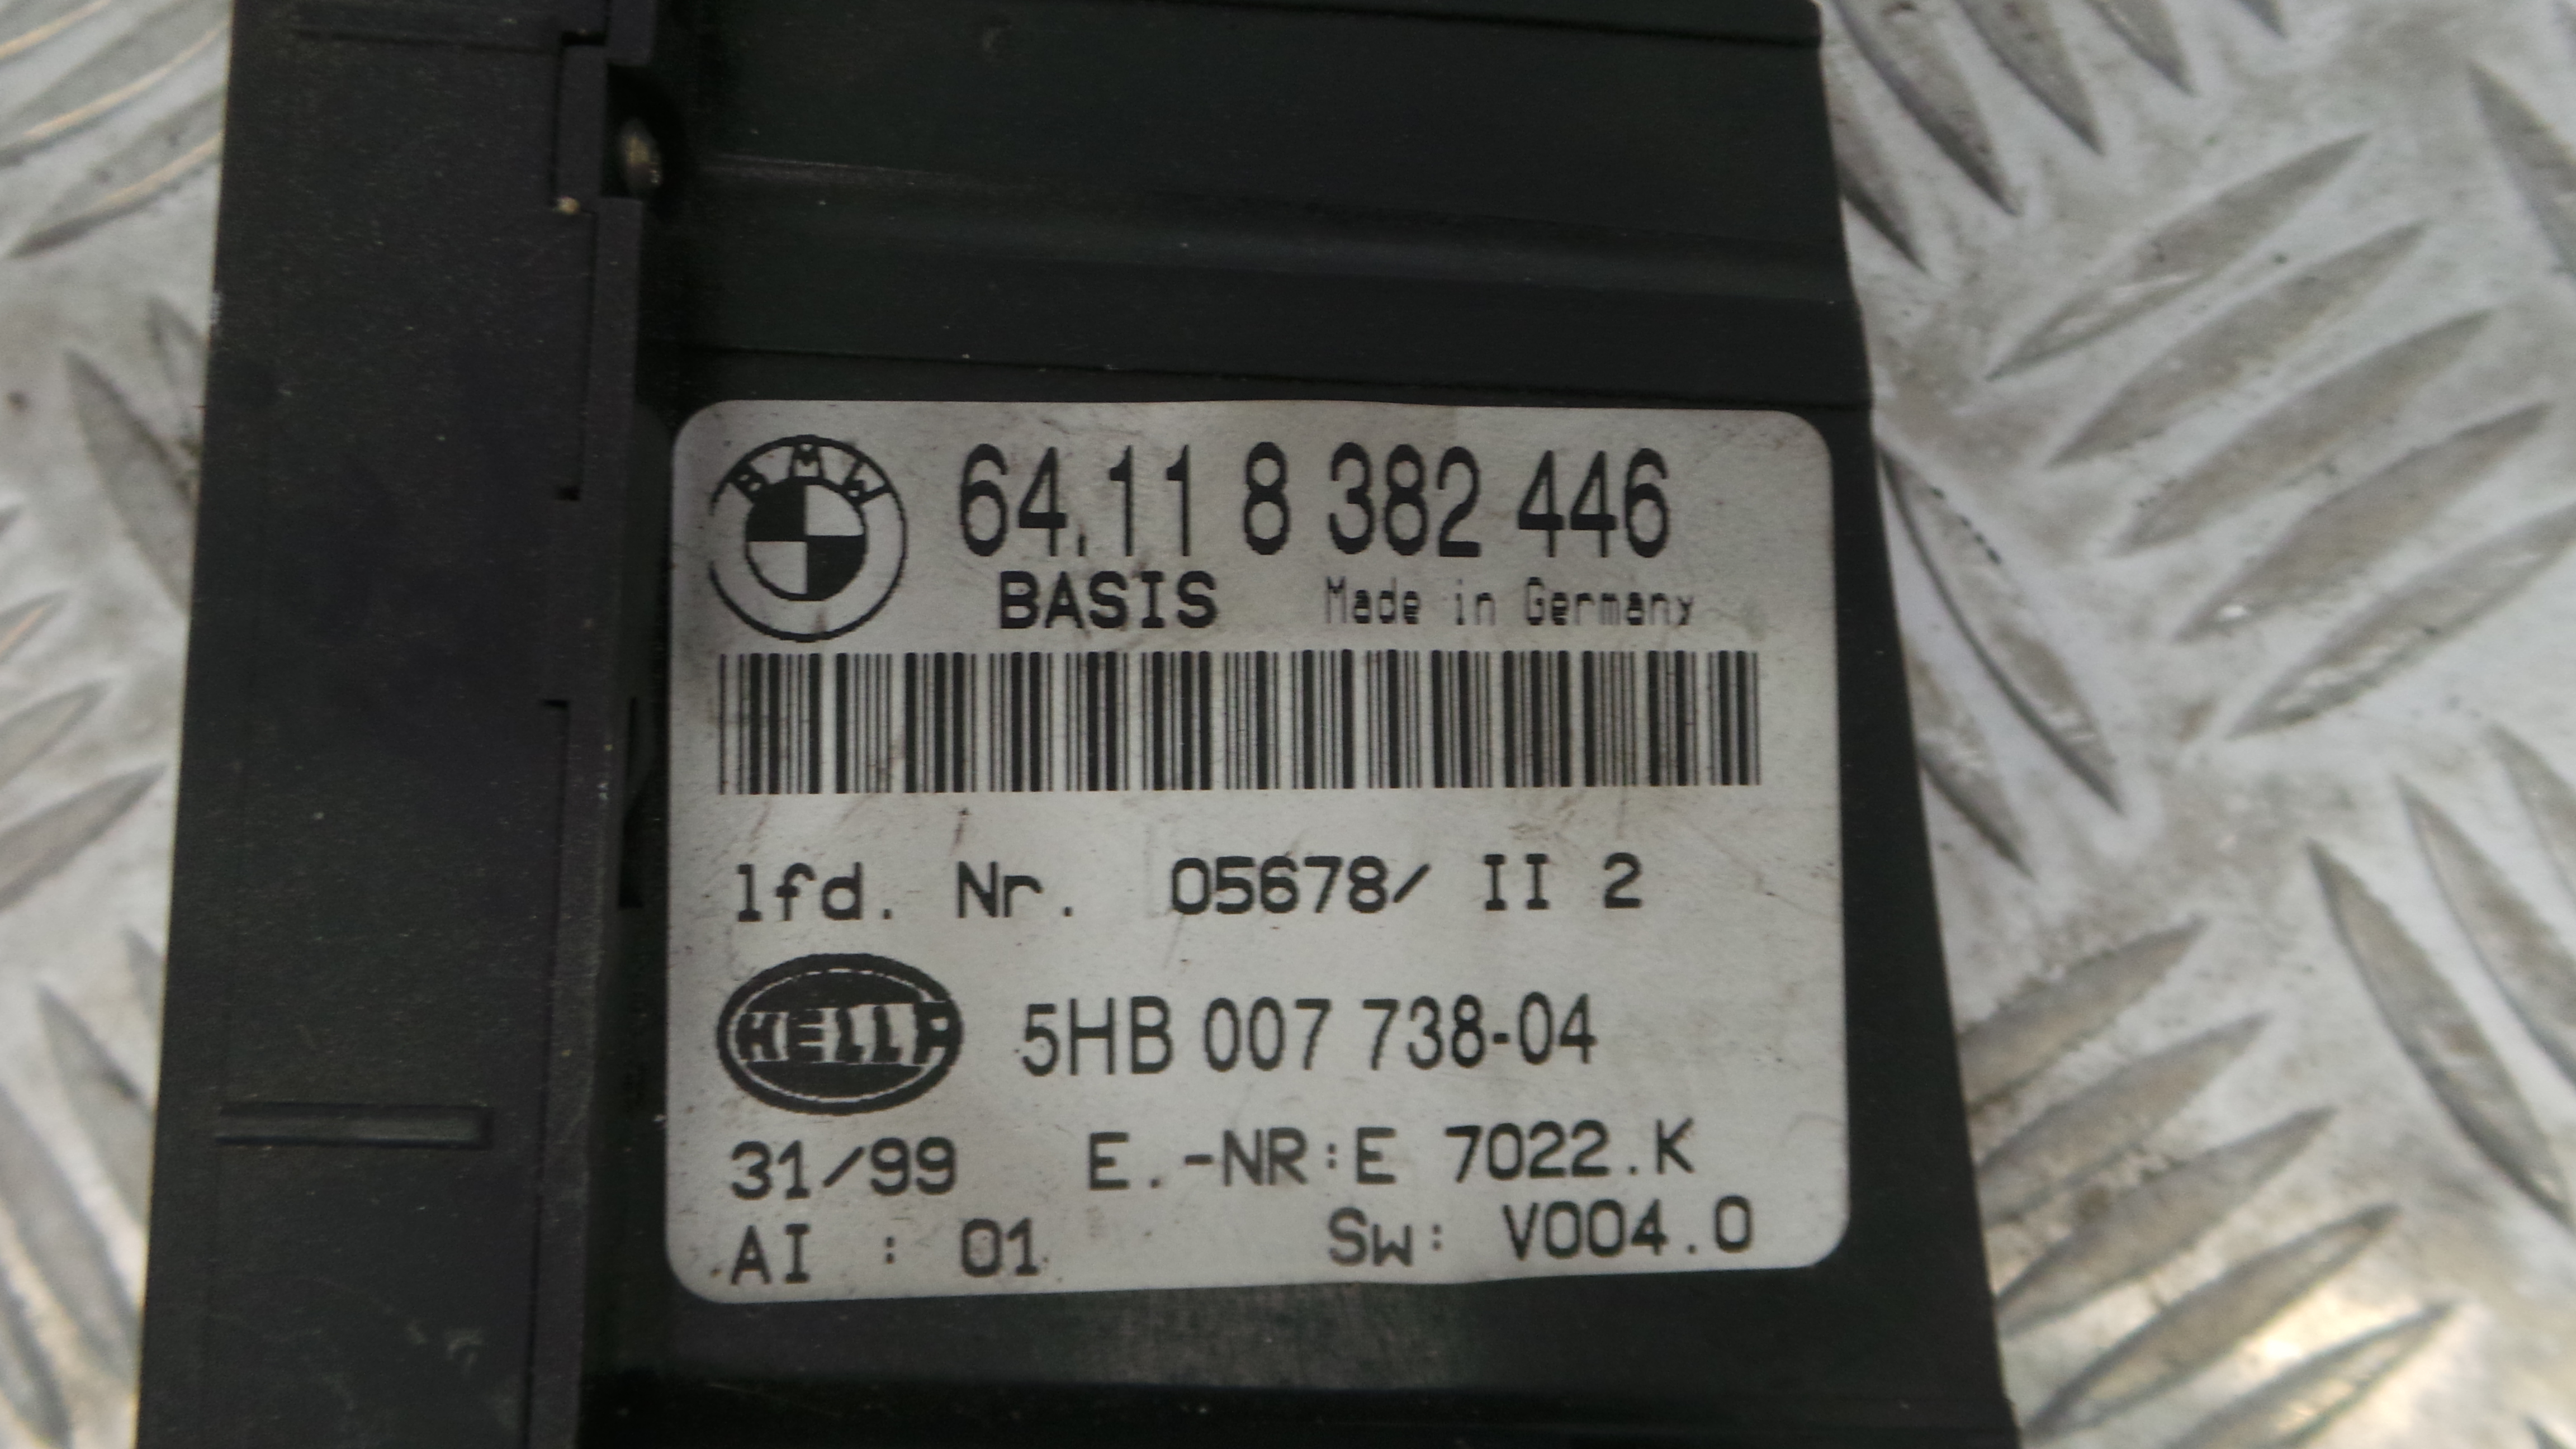 BMW 64.11 8 382 446
BASIS Made in Germany
lfd. Nr. 05678/ II 2
HELLA 5HB 007 738-04
31/99 E.-NR:E 7022.K
AI : 01 Sw: V004.0